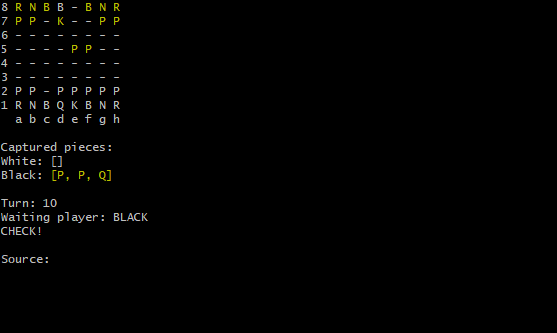 8 R N B B - B N R
7 P P - K - - P P
6 - - - - - - - -
5 - - - - P P - -
4 - - - - - - - -
3 - - - - - - - -
2 P P - P P P P P
1 R N B Q K B N R
a b c d e f g h
Captured pieces:
White: []
Black: [P, P, Q]
Turn: 10
Waiting player: BLACK
CHECK!
Source: